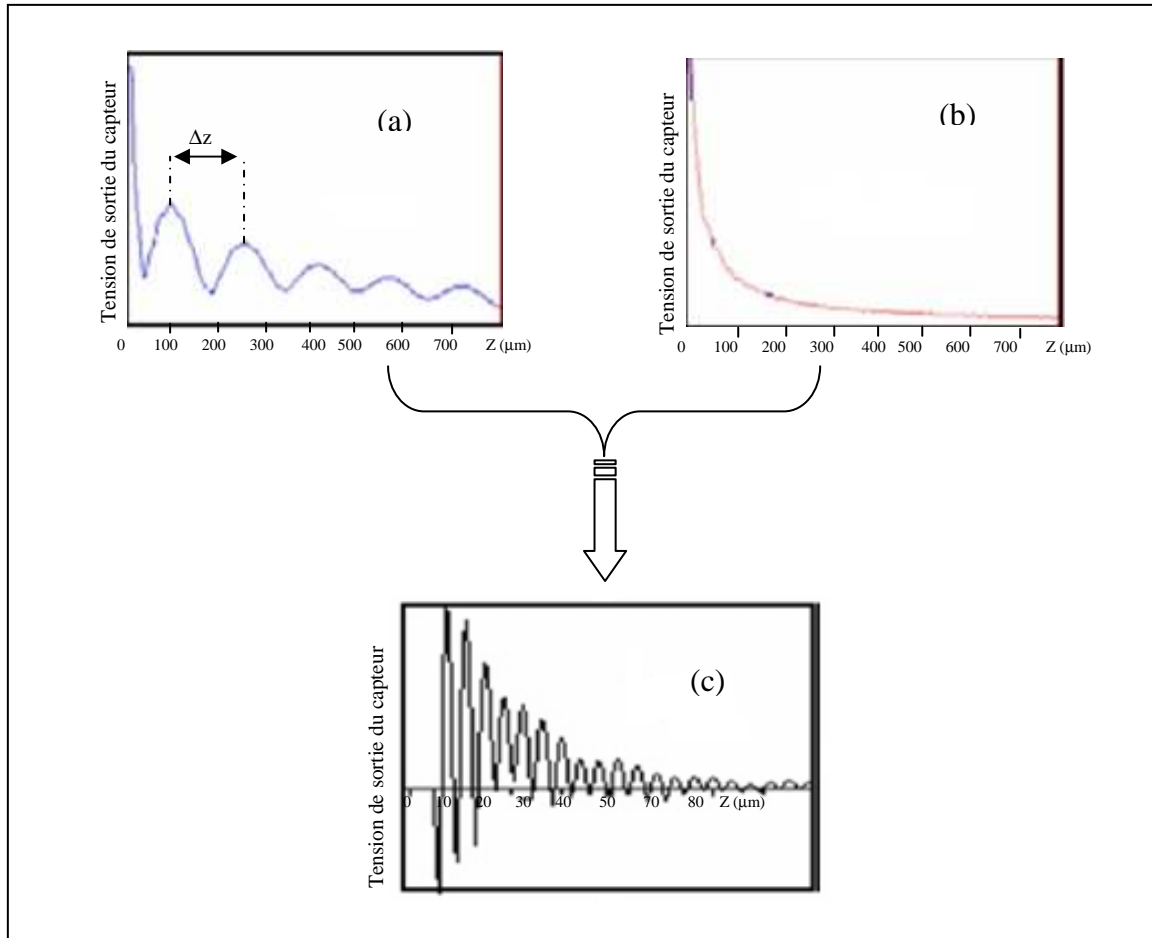 Tension de sortie du capteur
(a)
Δz
0 100 200 300 400 500 600 700 Z (μm)
Tension de sortie du capteur
(b)
0 100 200 300 400 500 600 700 Z (μm)
Tension de sortie du capteur
(c)
0 10 20 30 40 50 60 70 80 Z (μm)